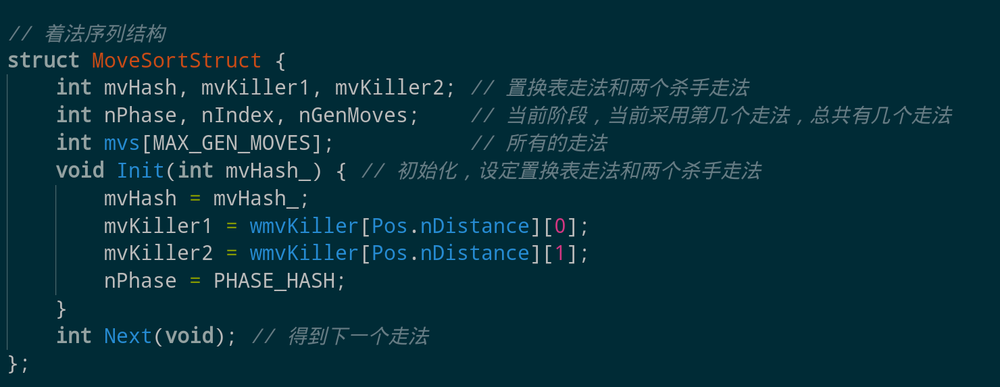 // 着法序列结构
struct MoveSortStruct {
    int mvHash, mvKiller1, mvKiller2; // 置换表走法和两个杀手走法
    int nPhase, nIndex, nGenMoves;    // 当前阶段，当前采用第几个走法，总共有几个走法
    int mvs[MAX_GEN_MOVES];           // 所有的走法
    void Init(int mvHash_) { // 初始化，设定置换表走法和两个杀手走法
        mvHash = mvHash_;
        mvKiller1 = wmvKiller[Pos.nDistance][0];
        mvKiller2 = wmvKiller[Pos.nDistance][1];
        nPhase = PHASE_HASH;
    }
    int Next(void); // 得到下一个走法
};